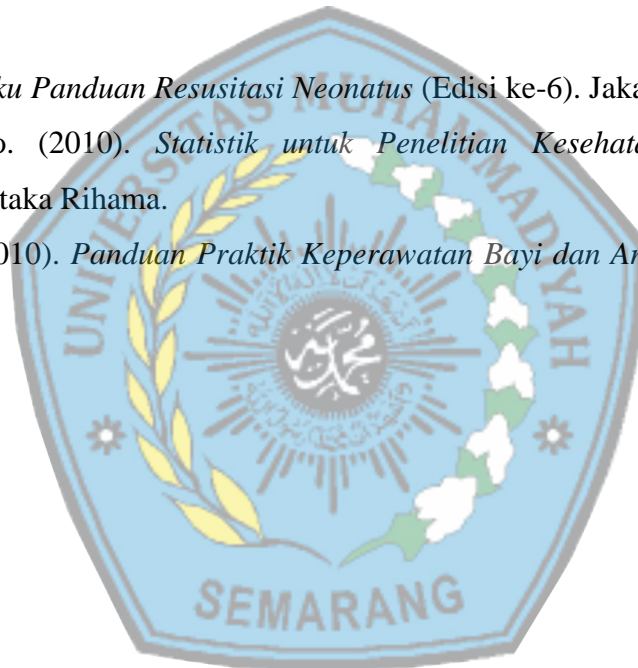 ku Panduan Resusitasi Neonatus (Edisi ke-6). Jaka
o. (2010). Statistik untuk Penelitian Kesehata
taka Rihama.
010). Panduan Praktik Keperawatan Bayi dan An
UNIVERSITAS MUHAMMADIYAH
SEMARANG
محمد